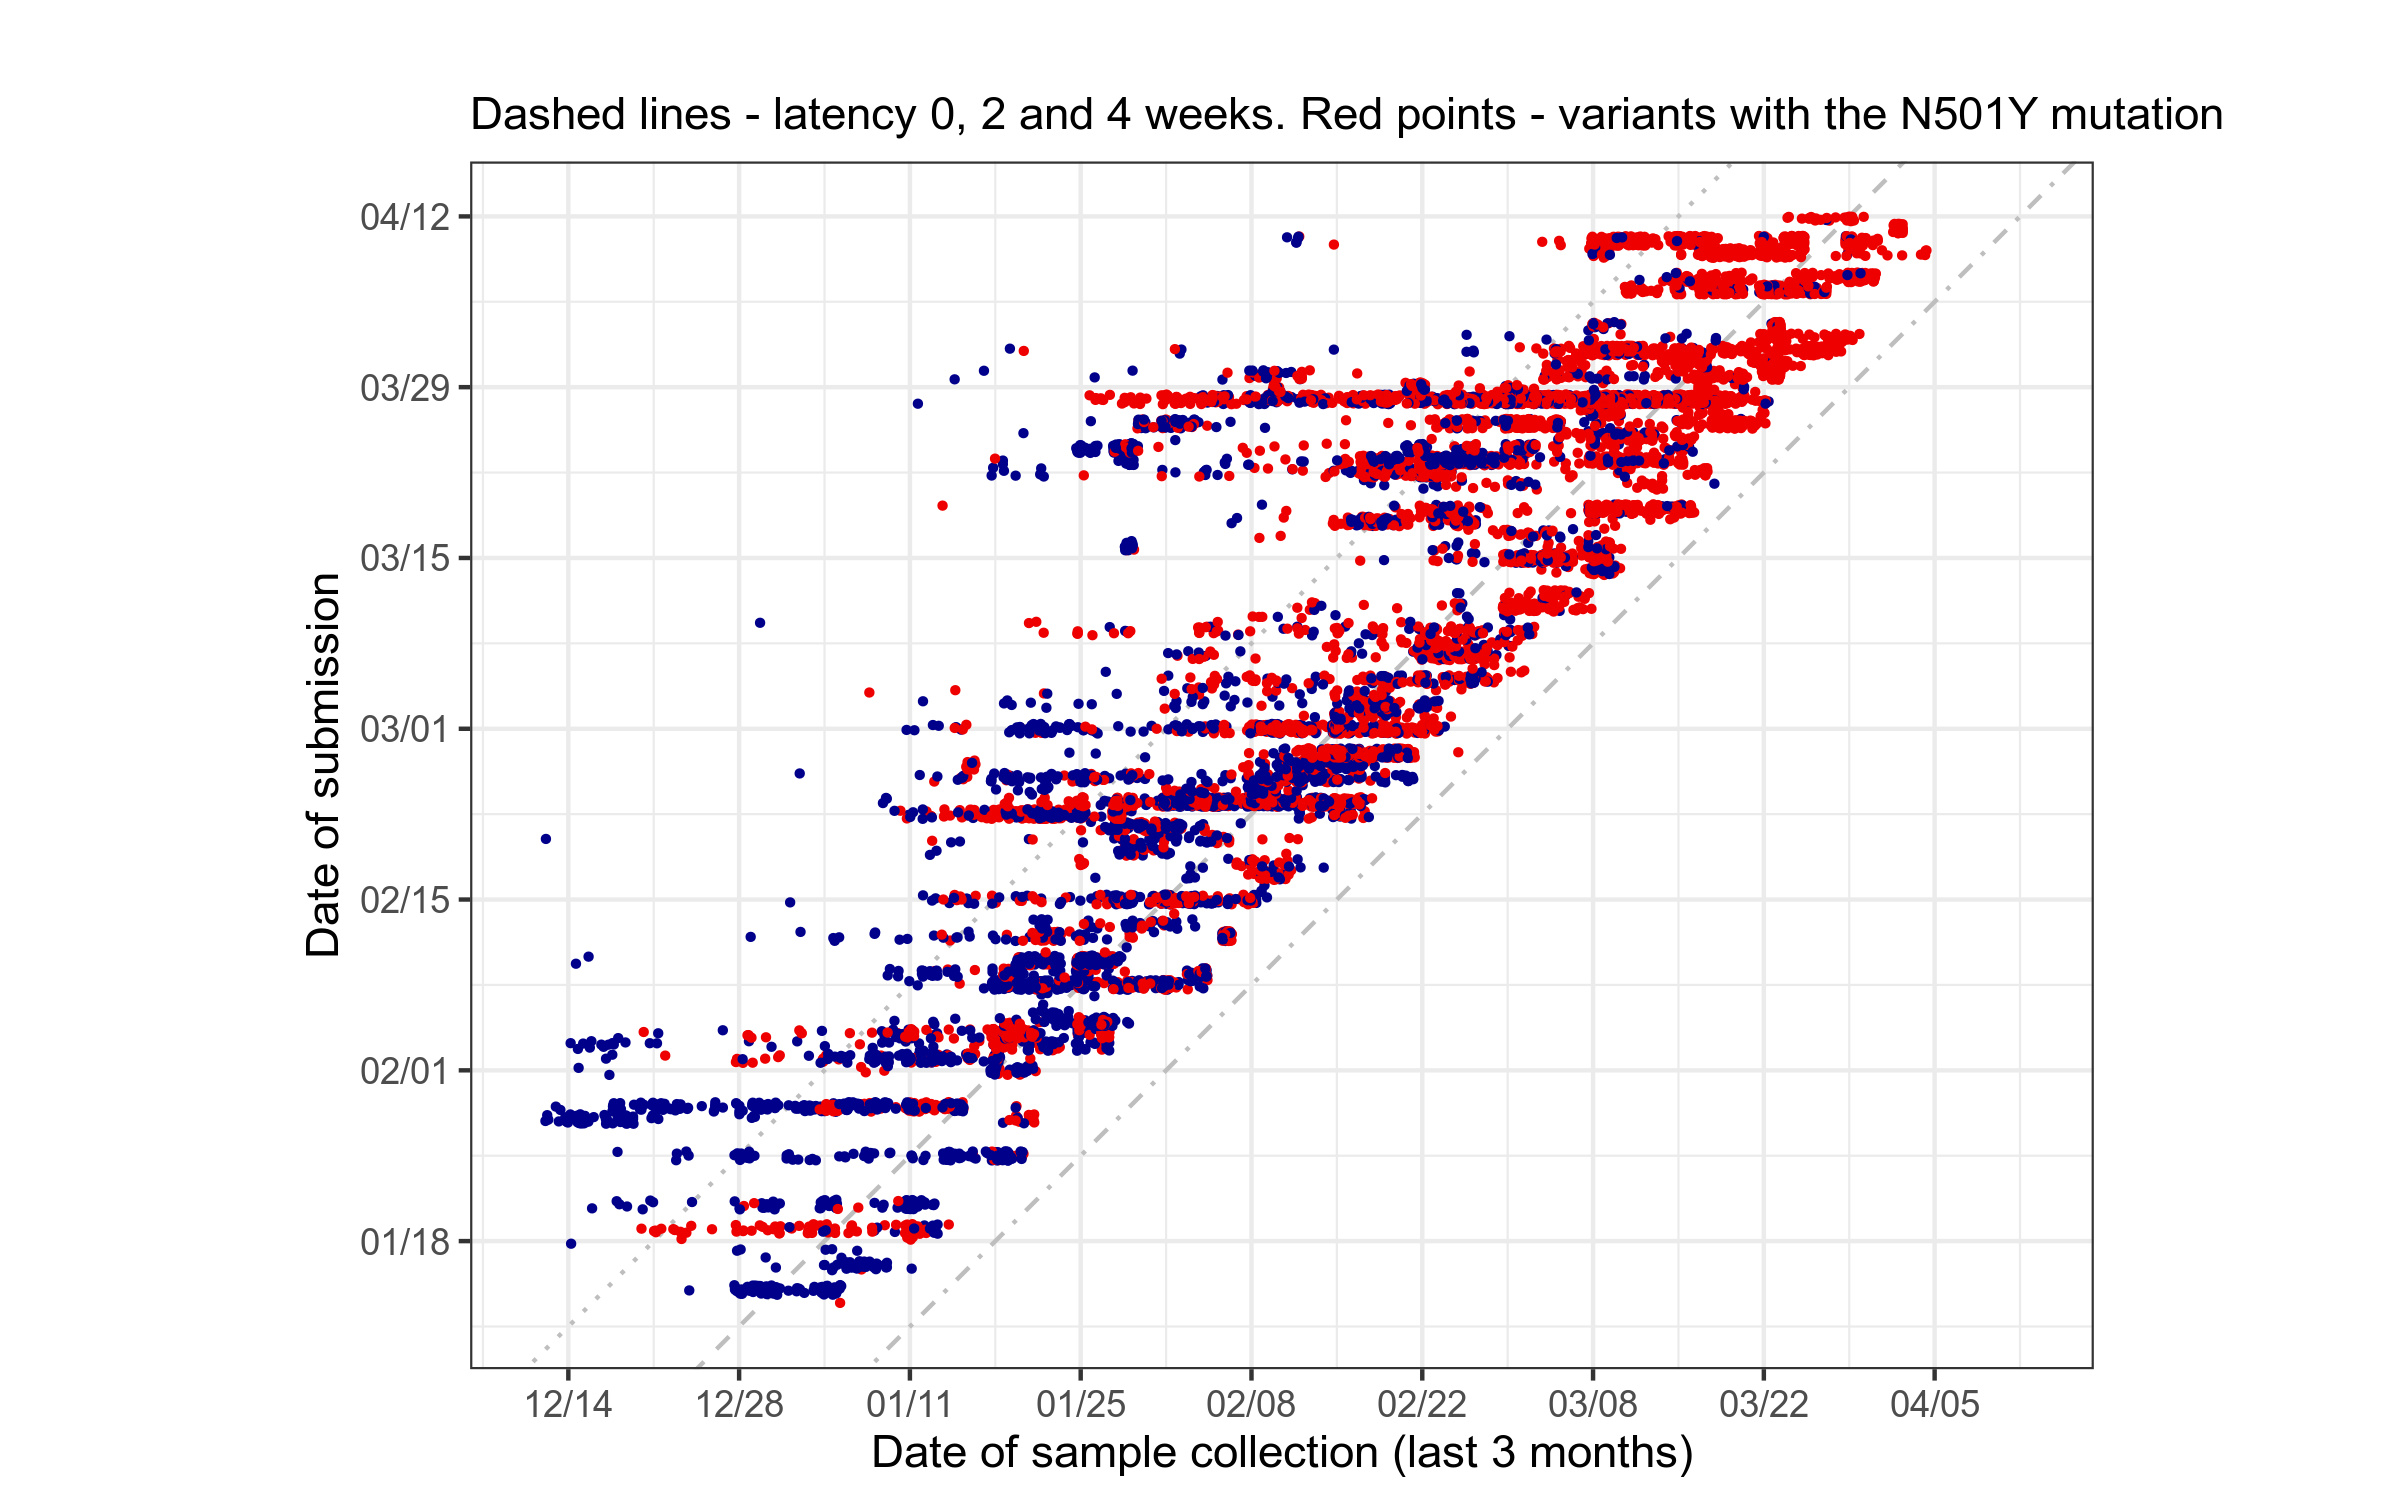 Dashed lines - latency 0, 2 and 4 weeks. Red points - variants with the N501Y mutation
Date of submission
04/12
03/29
03/15
03/01
02/15
02/01
01/18
12/14 12/28 01/11 01/25 02/08 02/22 03/08 03/22 04/05
Date of sample collection (last 3 months)